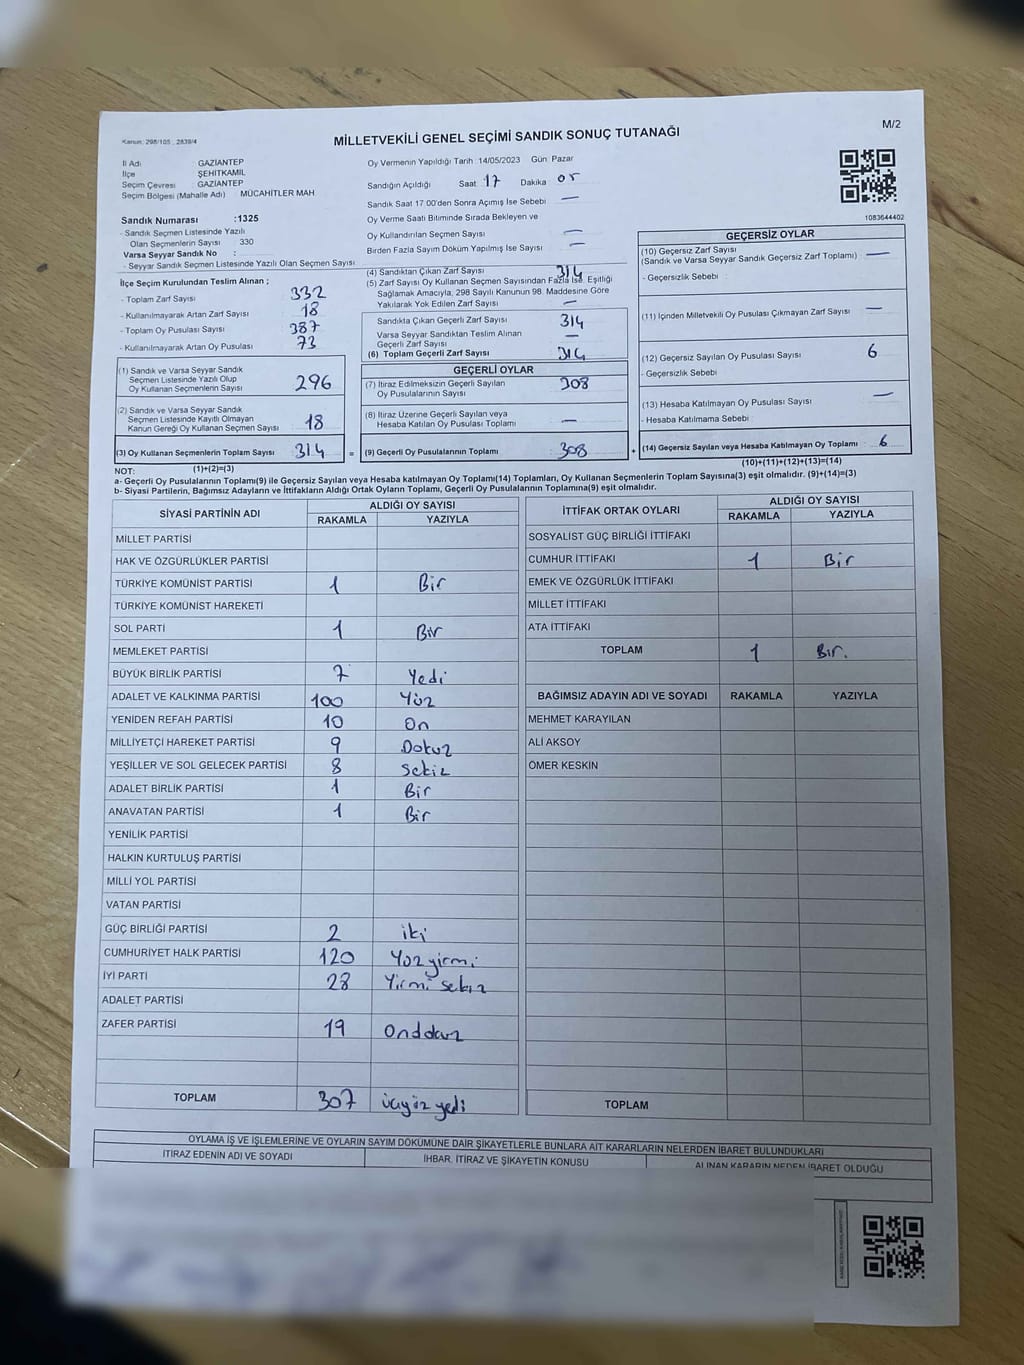 Kanun: 298/105 , 2839/4
MİLLETVEKİLİ GENEL SEÇİMİ SANDIK SONUÇ TUTANAĞI
M/2
İl Adı : GAZİANTEP
İlçe : ŞEHİTKAMİL
Seçim Çevresi : GAZİANTEP
Seçim Bölgesi (Mahalle Adı) : MÜCAHİTLER MAH
Sandık Numarası :1325
- Sandık Seçmen Listesinde Yazılı
Olan Seçmenlerin Sayısı : 330
Varsa Seyyar Sandık No :
- Seyyar Sandık Seçmen Listesinde Yazılı Olan Seçmen Sayısı
Oy Vermenin Yapıldığı Tarih : 14/05/2023 Gün: Pazar
Sandığın Açıldığı Saat 17 Dakika 05
Sandık Saat 17:00'den Sonra Açımış İse Sebebi —
Oy Verme Saati Bitiminde Sırada Bekleyen ve
Oy Kullandırılan Seçmen Sayısı —
Birden Fazla Sayım Döküm Yapılmış İse Sayısı —
1083644402
İlçe Seçim Kurulundan Teslim Alınan ;
- Toplam Zarf Sayısı 332
- Kullanılmayarak Artan Zarf Sayısı 18
- Toplam Oy Pusulası Sayısı 387
- Kullanılmayarak Artan Oy Pusulası 73
(1) Sandık ve Varsa Seyyar Sandık
Seçmen Listesinde Yazılı Olup
Oy Kullanan Seçmenlerin Sayısı 296
(2) Sandık ve Varsa Seyyar Sandık
Seçmen Listesinde Kayıtlı Olmayan
Kanun Gereği Oy Kullanan Seçmen Sayısı 18
(3) Oy Kullanan Seçmenlerin Toplam Sayısı 314 =
(1)+(2)=(3)
(4) Sandıktan Çıkan Zarf Sayısı 314
(5) Zarf Sayısı Oy Kullanan Seçmen Sayısından Fazla İse, Eşitliği
Sağlamak Amacıyla, 298 Sayılı Kanunun 98. Maddesine Göre
Yakılarak Yok Edilen Zarf Sayısı —
Sandıkta Çıkan Geçerli Zarf Sayısı 314
Varsa Seyyar Sandıktan Teslim Alınan
Geçerli Zarf Sayısı —
(6) Toplam Geçerli Zarf Sayısı 314
GEÇERLİ OYLAR
(7) İtiraz Edilmeksizin Geçerli Sayılan
Oy Pusulalarının Sayısı 308
(8) İtiraz Üzerine Geçerli Sayılan veya
Hesaba Katılan Oy Pusulası Toplamı —
(9) Geçerli Oy Pusulalarının Toplamı 308 +
GEÇERSİZ OYLAR
(10) Geçersiz Zarf Sayısı
(Sandık ve Varsa Seyyar Sandık Geçersiz Zarf Toplamı) —
- Geçersizlik Sebebi :
(11) İçinden Milletvekili Oy Pusulası Çıkmayan Zarf Sayısı —
(12) Geçersiz Sayılan Oy Pusulası Sayısı 6
- Geçersizlik Sebebi
(13) Hesaba Katılmayan Oy Pusulası Sayısı —
- Hesaba Katılmama Sebebi :
(14) Geçersiz Sayılan veya Hesaba Katılmayan Oy Toplamı : 6
(10)+(11)+(12)+(13)=(14)
NOT:
a- Geçerli Oy Pusulalarının Toplamı(9) ile Geçersiz Sayılan veya Hesaba katılmayan Oy Toplamı(14) Toplamları, Oy Kullanan Seçmenlerin Toplam Sayısına(3) eşit olmalıdır. (9)+(14)=(3)
b- Siyasi Partilerin, Bağımsız Adayların ve İttifakların Aldığı Ortak Oyların Toplamı, Geçerli Oy Pusulalarının Toplamına(9) eşit olmalıdır.
SİYASİ PARTİNİN ADI ALDIĞI OY SAYISI
RAKAMLA YAZIYLA
MİLLET PARTİSİ
HAK VE ÖZGÜRLÜKLER PARTİSİ
TÜRKİYE KOMÜNİST PARTİSİ 1 Bir
TÜRKİYE KOMÜNİST HAREKETİ
SOL PARTİ 1 Bir
MEMLEKET PARTİSİ
BÜYÜK BİRLİK PARTİSİ 7 Yedi
ADALET VE KALKINMA PARTİSİ 100 Yüz
YENİDEN REFAH PARTİSİ 10 On
MİLLİYETÇİ HAREKET PARTİSİ 9 Dokuz
YEŞİLLER VE SOL GELECEK PARTİSİ 8 Sekiz
ADALET BİRLİK PARTİSİ 1 Bir
ANAVATAN PARTİSİ 1 Bir
YENİLİK PARTİSİ
HALKIN KURTULUŞ PARTİSİ
MİLLİ YOL PARTİSİ
VATAN PARTİSİ
GÜÇ BİRLİĞİ PARTİSİ 2 iki
CUMHURİYET HALK PARTİSİ 120 Yüz yirmi
İYİ PARTİ 28 Yirmi sekiz
ADALET PARTİSİ
ZAFER PARTİSİ 19
TOPLAM 307 üçyüz yedi
İTTİFAK ORTAK OYLARI ALDIĞI OY SAYISI
RAKAMLA YAZIYLA
SOSYALİST GÜÇ BİRLİĞİ İTTİFAKI
CUMHUR İTTİFAKI 1 Bir
EMEK VE ÖZGÜRLÜK İTTİFAKI
MİLLET İTTİFAKI
ATA İTTİFAKI
TOPLAM 1 Bir.
BAĞIMSIZ ADAYIN ADI VE SOYADI RAKAMLA YAZIYLA
MEHMET KARAYILAN
ALİ AKSOY
ÖMER KESKİN
TOPLAM
OYLAMA İŞ VE İŞLEMLERİNE VE OYLARIN SAYIM DÖKÜMÜNE DAİR ŞİKAYETLERLE BUNLARA AİT KARARLARIN NELERDEN İBARET BULUNDUKLARI
İTİRAZ EDENİN ADI VE SOYADI İHBAR, İTİRAZ VE ŞİKAYETİN KONUSU ALINAN KARARIN NEDEN İBARET OLDUĞU